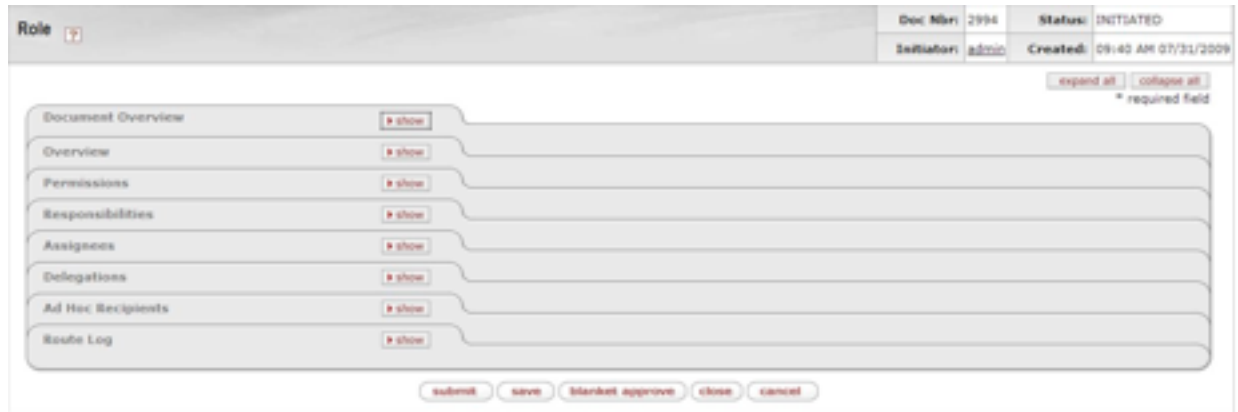 Role ?
Doc Nbr: 2994 Status: INITIATED
Initiator: admin Created: 09:40 AM 07/31/2009
expand all collapse all
* required field
Document Overview show
Overview show
Permissions show
Responsibilities show
Assignees show
Delegations show
Ad Hoc Recipients show
Route Log show
submit save blanket approve close cancel